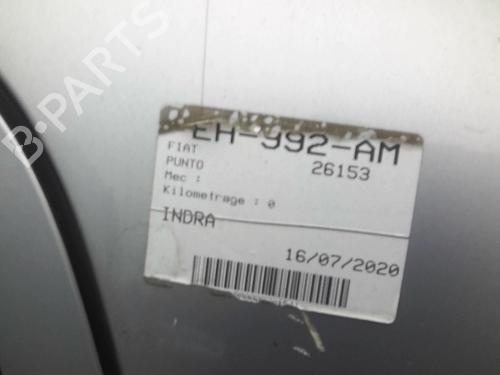 EH-992-AM
FIAT
26153
PUNTO
Mec :
Kilometrage : 0
INDRA
16/07/2020
B-PARTS